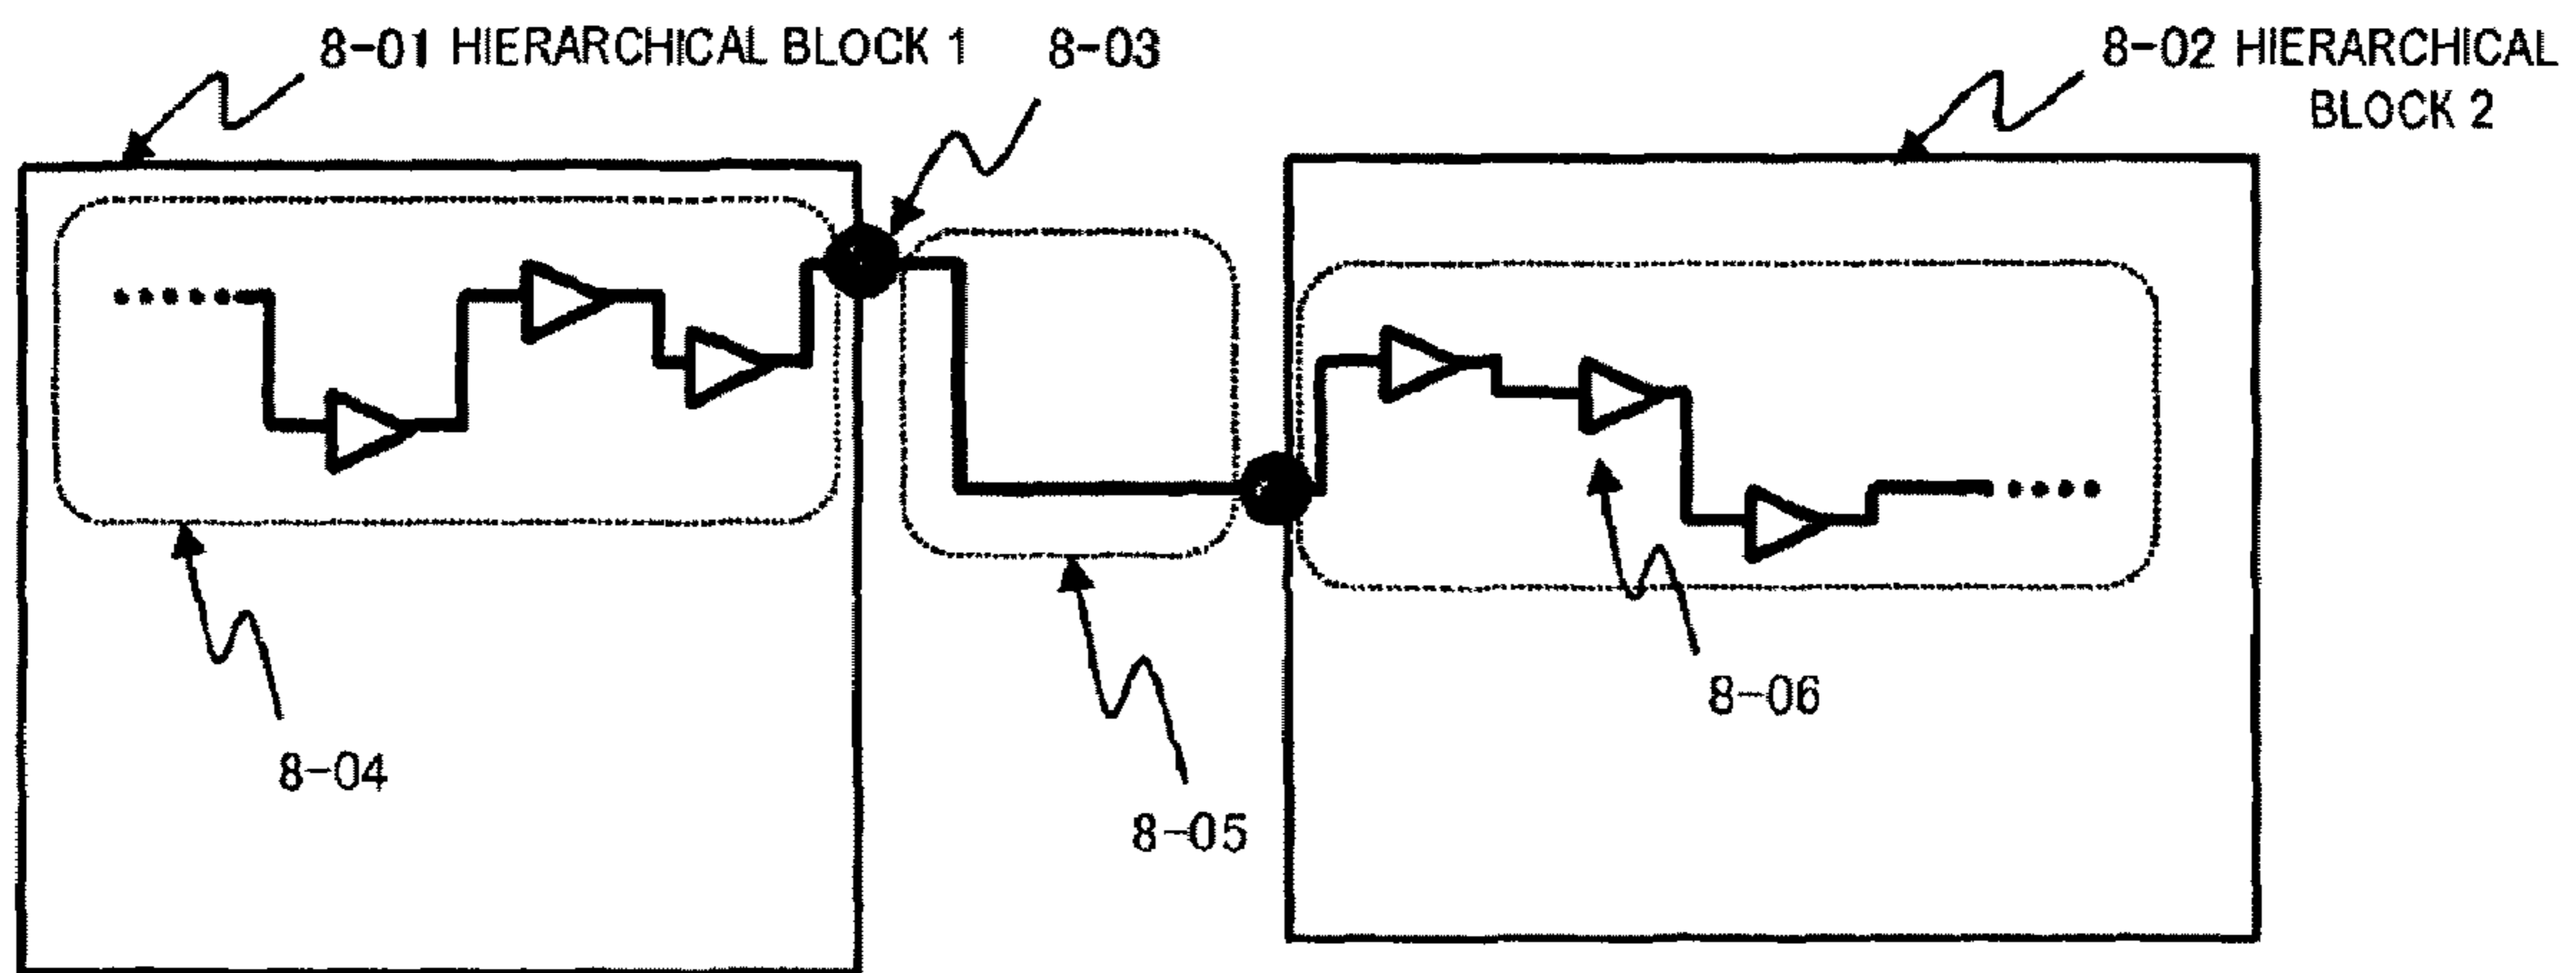 8-01 HIERARCHICAL BLOCK 1
8-03
8-02 HIERARCHICAL
BLOCK 2
8-06
8-04
8-05